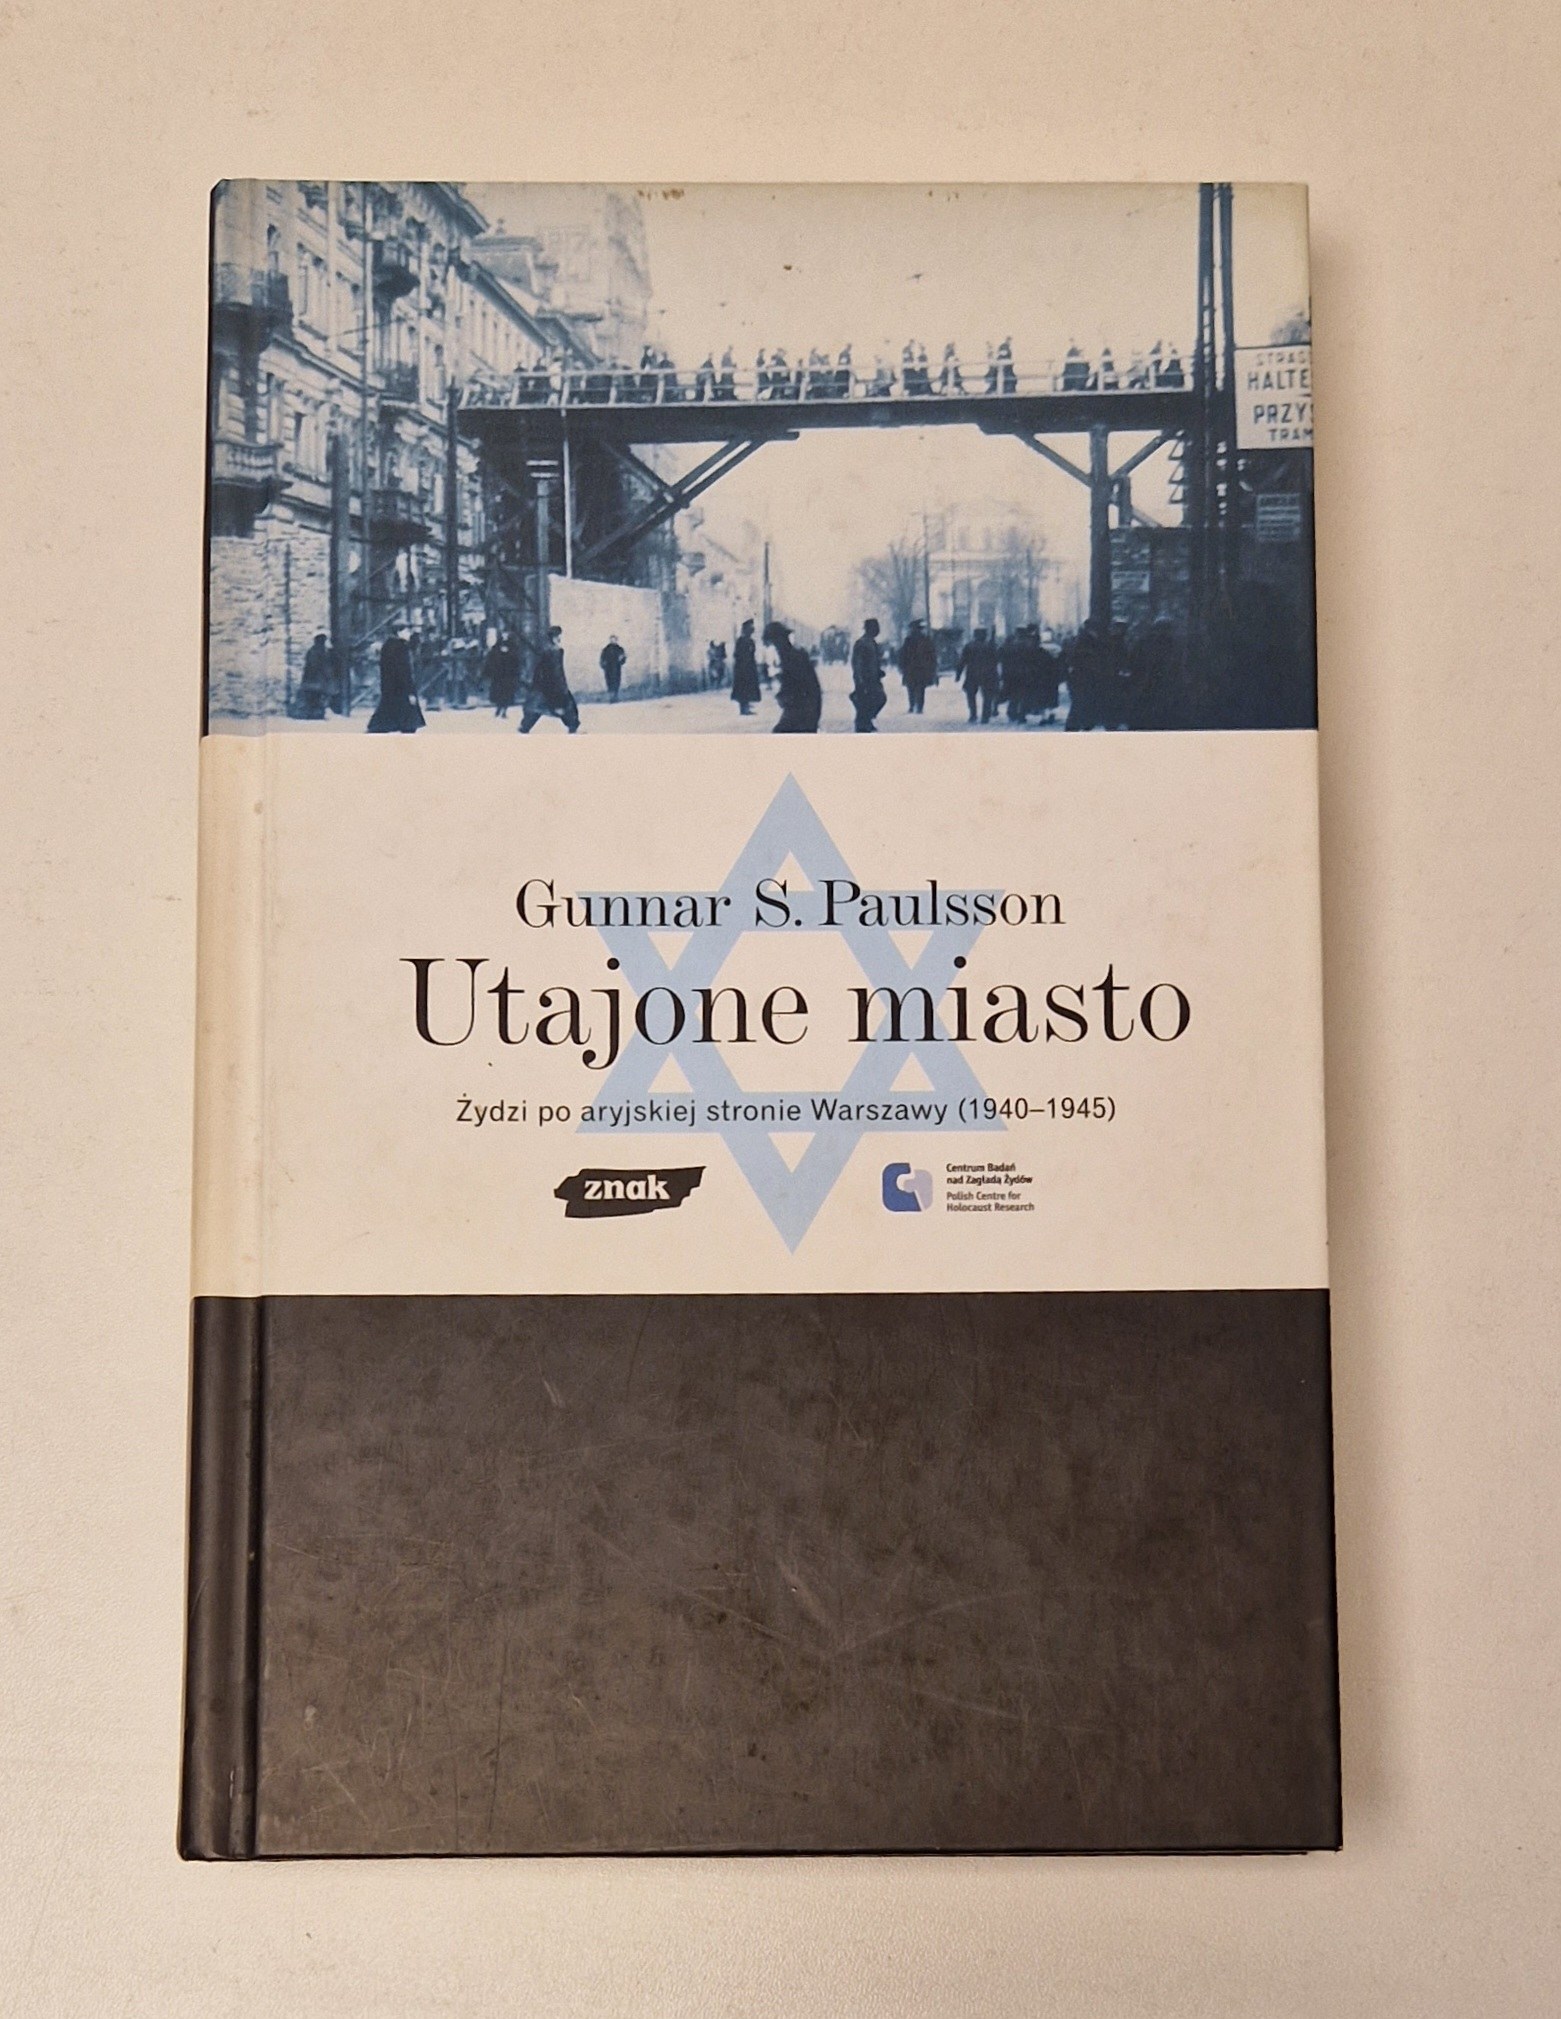 HALTE
PRZYS
TRAM
Gunnar S. Paulsson
Utajone miasto
Żydzi po aryjskiej stronie Warszawy (1940–1945)
znak
Centrum Badań
nad Zagładą Żydów
Polish Centre for
Holocaust Research